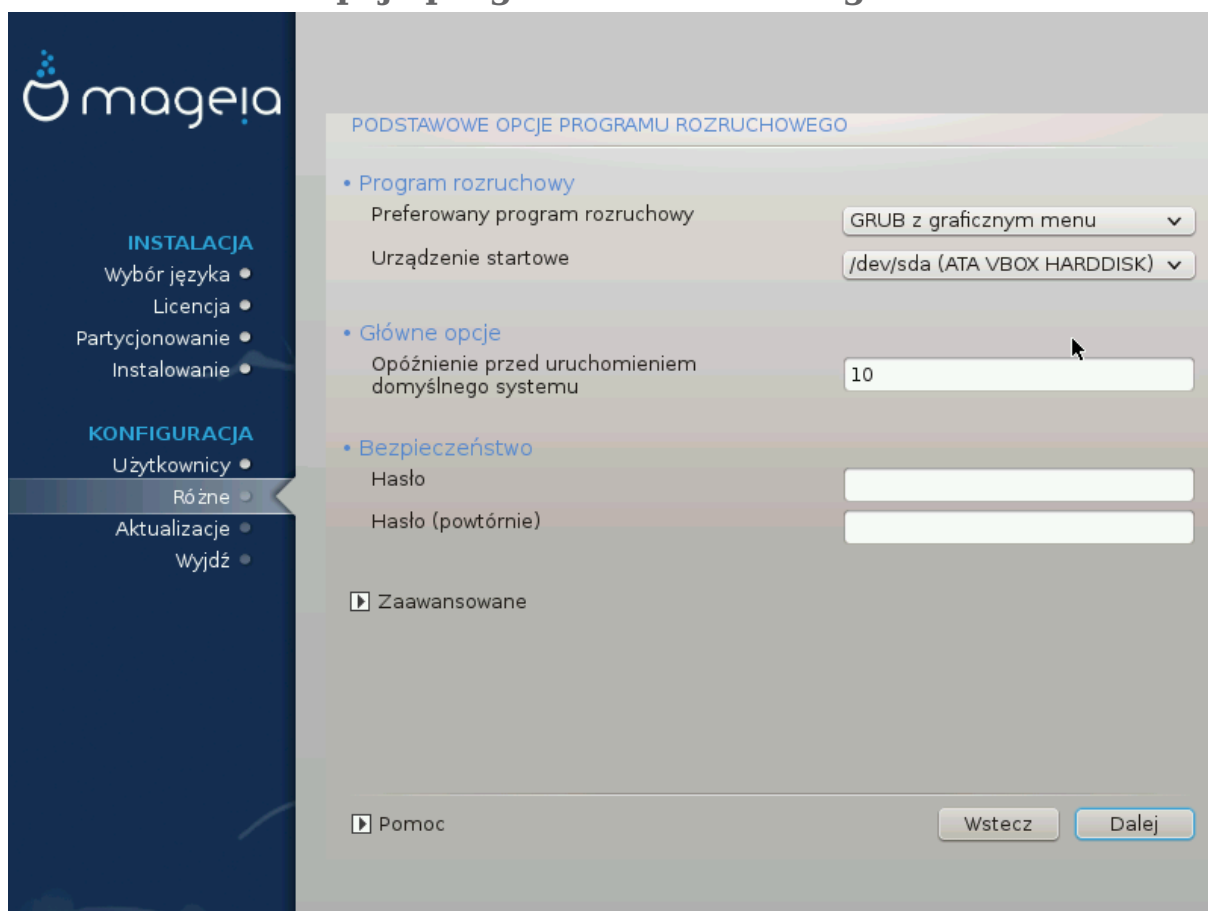 mageia
INSTALACJA
Wybór języka
Licencja
Partycjonowanie
Instalowanie
KONFIGURACJA
Użytkownicy
Różne
Aktualizacje
Wyjdź
PODSTAWOWE OPCJE PROGRAMU ROZRUCHOWEGO
• Program rozruchowy
Preferowany program rozruchowy
GRUB z graficznym menu
Urządzenie startowe
/dev/sda (ATA VBOX HARDDISK)
• Główne opcje
Opóźnienie przed uruchomieniem
domyślnego systemu
10
• Bezpieczeństwo
Hasło
Hasło (powtórnie)
Zaawansowane
Pomoc
Wstecz
Dalej